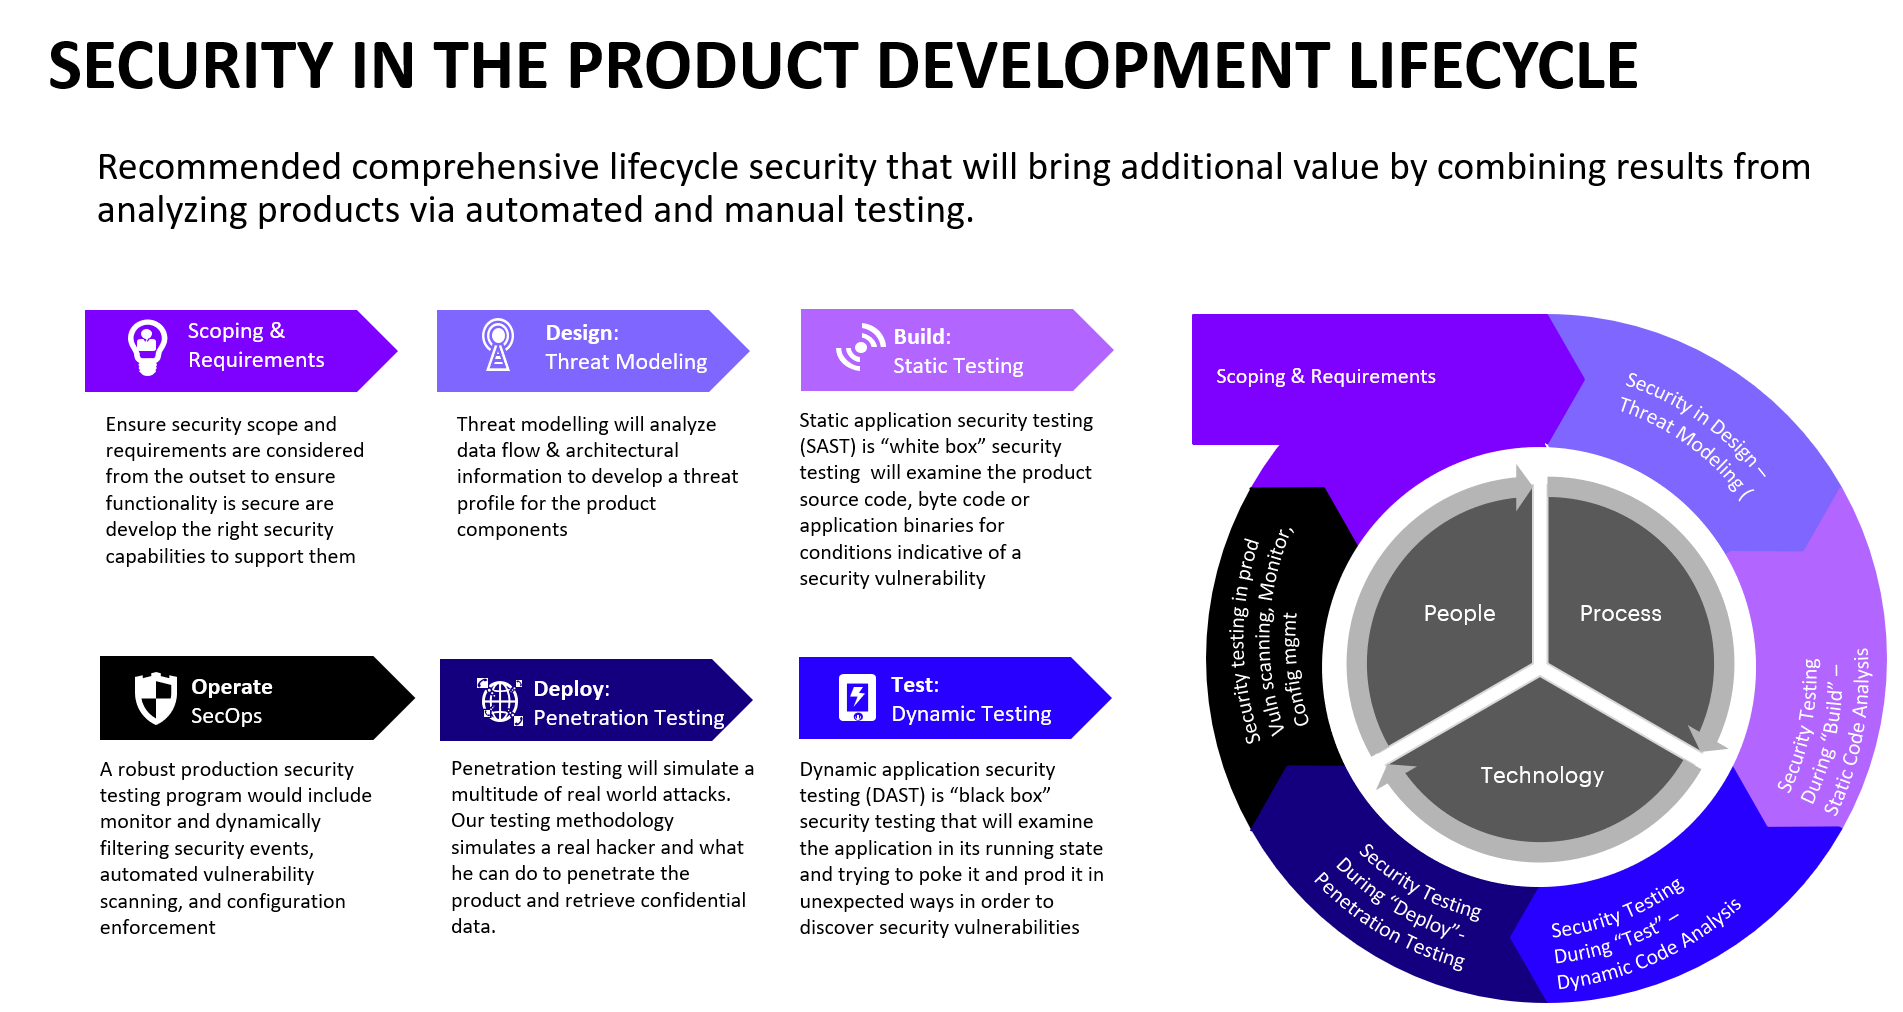 SECURITY IN THE PRODUCT DEVELOPMENT LIFECYCLE
Recommended comprehensive lifecycle security that will bring additional value by combining results from
analyzing products via automated and manual testing.
Scoping &
Requirements
Ensure security scope and
requirements are considered
from the outset to ensure
functionality is secure are
develop the right security
capabilities to support them
Design:
Threat Modeling
Threat modelling will analyze
data flow & architectural
information to develop a threat
profile for the product
components
Build:
Static Testing
Static application security testing
(SAST) is “white box” security
testing  will examine the product
source code, byte code or
application binaries for
conditions indicative of a
security vulnerability
Operate
SecOps
A robust production security
testing program would include
monitor and dynamically
filtering security events,
automated vulnerability
scanning, and configuration
enforcement
Deploy:
Penetration Testing
Penetration testing will simulate a
multitude of real world attacks.
Our testing methodology
simulates a real hacker and what
he can do to penetrate the
product and retrieve confidential
data.
Test:
Dynamic Testing
Dynamic application security
testing (DAST) is “black box”
security testing that will examine
the application in its running state
and trying to poke it and prod it in
unexpected ways in order to
discover security vulnerabilities
Scoping & Requirements
Security in Design –
Threat Modeling (
Security Testing
During “Build” –
Static Code Analysis
Security Testing
During “Test” –
Dynamic Code Analysis
Security Testing
During “Deploy”-
Penetration Testing
Security testing in prod
Vuln scanning, Monitor,
Config mgmt
People
Process
Technology